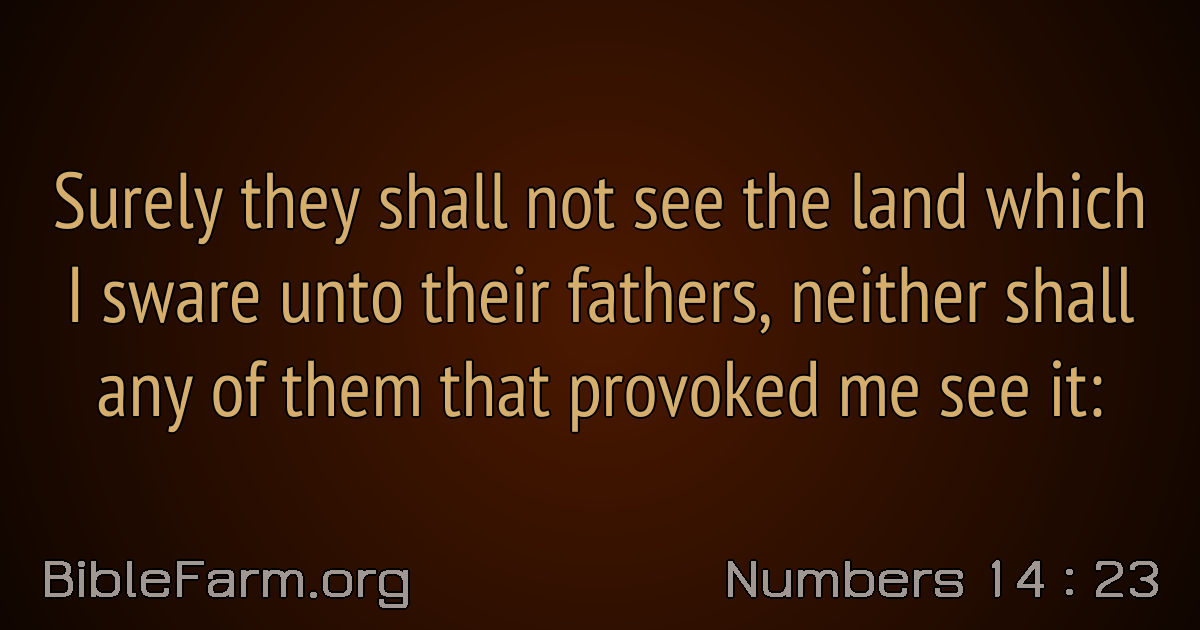 Surely they shall not see the land which
I sware unto their fathers, neither shall
any of them that provoked me see it:
BibleFarm.org
Numbers 14 : 23